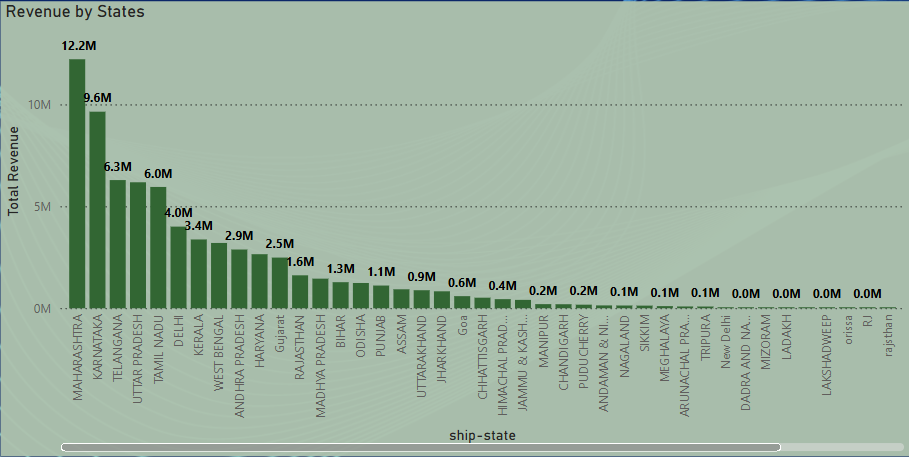 Revenue by States
Total Revenue
10M
5M
0M
12.2M
9.6M
6.3M
6.0M
4.0M
3.4M
2.9M
2.5M
1.6M
1.3M
1.1M
0.9M
0.6M
0.4M
0.2M
0.2M
0.1M
0.1M
0.1M
0.0M
0.0M
0.0M
0.0M
MAHARASHTRA
KARNATAKA
TELANGANA
UTTAR PRADESH
TAMIL NADU
DELHI
KERALA
WEST BENGAL
ANDHRA PRADESH
HARYANA
Gujarat
RAJASTHAN
MADHYA PRADESH
BIHAR
ODISHA
PUNJAB
ASSAM
UTTARAKHAND
JHARKHAND
Goa
CHHATTISGARH
HIMACHAL PRAD...
JAMMU & KASH...
MANIPUR
CHANDIGARH
PUDUCHERRY
ANDAMAN & NI...
NAGALAND
SIKKIM
MEGHALAYA
ARUNACHAL PRA...
TRIPURA
New Delhi
DADRA AND NA...
MIZORAM
LADAKH
LAKSHADWEEP
orissa
RJ
rajsthan
ship-state